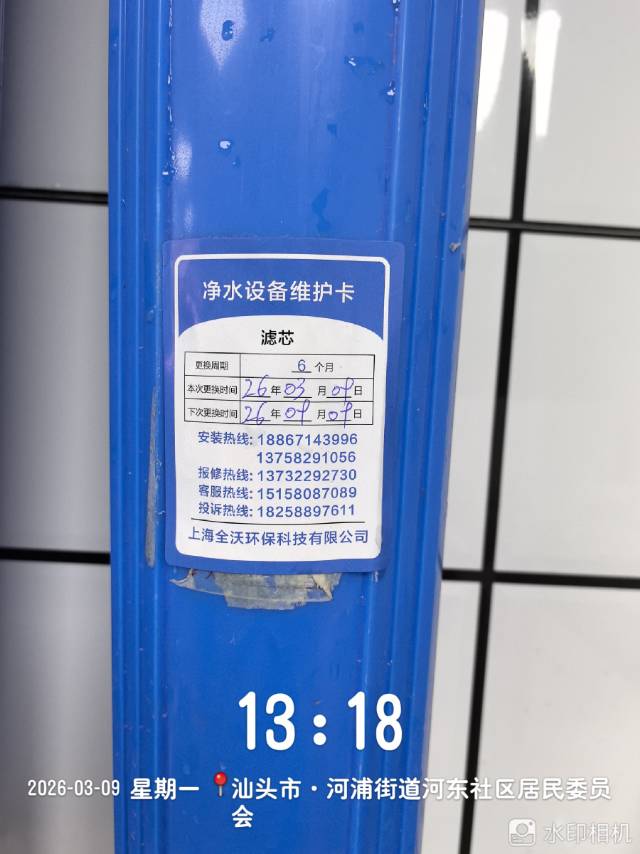 净水设备维护卡
滤芯
更换周期 6 个月
本次更换时间 26 年 03 月 09 日
下次更换时间 26 年 09 月 09 日
安装热线: 18867143996
13758291056
报修热线: 13732292730
客服热线: 15158087089
投诉热线: 18258897611
上海全沃环保科技有限公司
13:18
2026-03-09 星期一 汕头市·河浦街道河东社区居民委员
会
水印相机